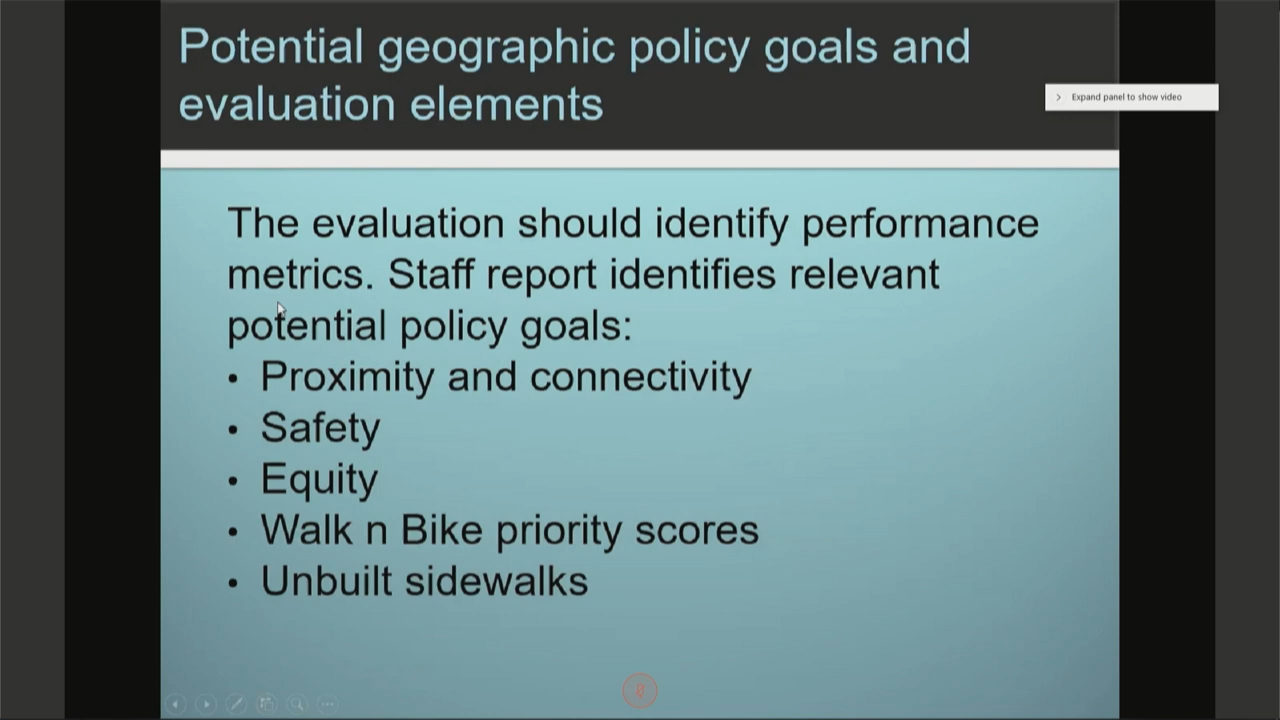 Potential geographic policy goals and
evaluation elements
Expand panel to show video
The evaluation should identify performance
metrics. Staff report identifies relevant
potential policy goals:
• Proximity and connectivity
• Safety
• Equity
• Walk n Bike priority scores
• Unbuilt sidewalks